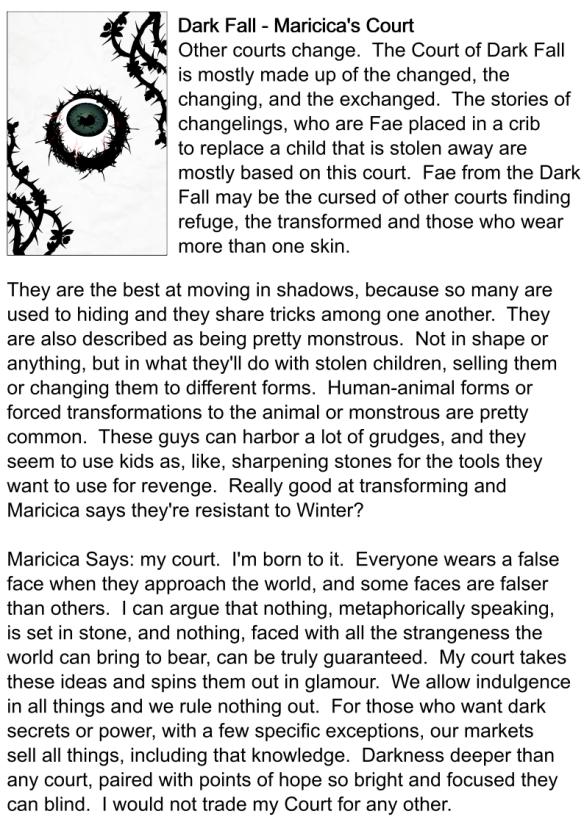 Dark Fall - Maricica's Court
Other courts change.  The Court of Dark Fall
is mostly made up of the changed, the
changing, and the exchanged.  The stories of
changelings, who are Fae placed in a crib
to replace a child that is stolen away are
mostly based on this court.  Fae from the Dark
Fall may be the cursed of other courts finding
refuge, the transformed and those who wear
more than one skin.

They are the best at moving in shadows, because so many are
used to hiding and they share tricks among one another.  They
are also described as being pretty monstrous.  Not in shape or
anything, but in what they'll do with stolen children, selling them
or changing them to different forms.  Human-animal forms or
forced transformations to the animal or monstrous are pretty
common.  These guys can harbor a lot of grudges, and they
seem to use kids as, like, sharpening stones for the tools they
want to use for revenge.  Really good at transforming and
Maricica says they're resistant to Winter?

Maricica Says: my court.  I'm born to it.  Everyone wears a false
face when they approach the world, and some faces are falser
than others.  I can argue that nothing, metaphorically speaking,
is set in stone, and nothing, faced with all the strangeness the
world can bring to bear, can be truly guaranteed.  My court takes
these ideas and spins them out in glamour.  We allow indulgence
in all things and we rule nothing out.  For those who want dark
secrets or power, with a few specific exceptions, our markets
sell all things, including that knowledge.  Darkness deeper than
any court, paired with points of hope so bright and focused they
can blind.  I would not trade my Court for any other.